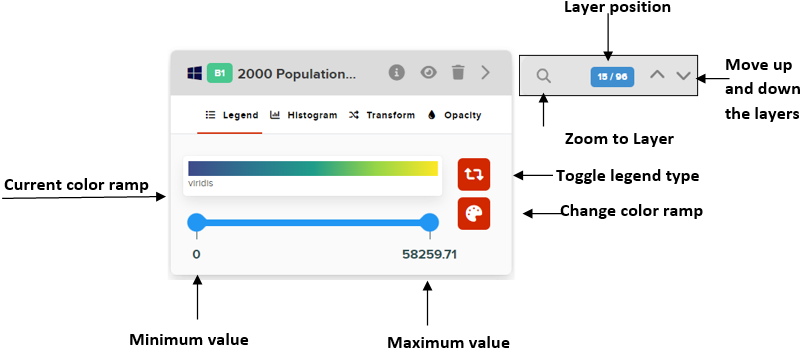 Layer position
B1 2000 Population...
15 / 96
Move up
and down
the layers
Zoom to Layer
Legend Histogram Transform Opacity
viridis
Current color ramp
Toggle legend type
Change color ramp
0 58259.71
Minimum value
Maximum value